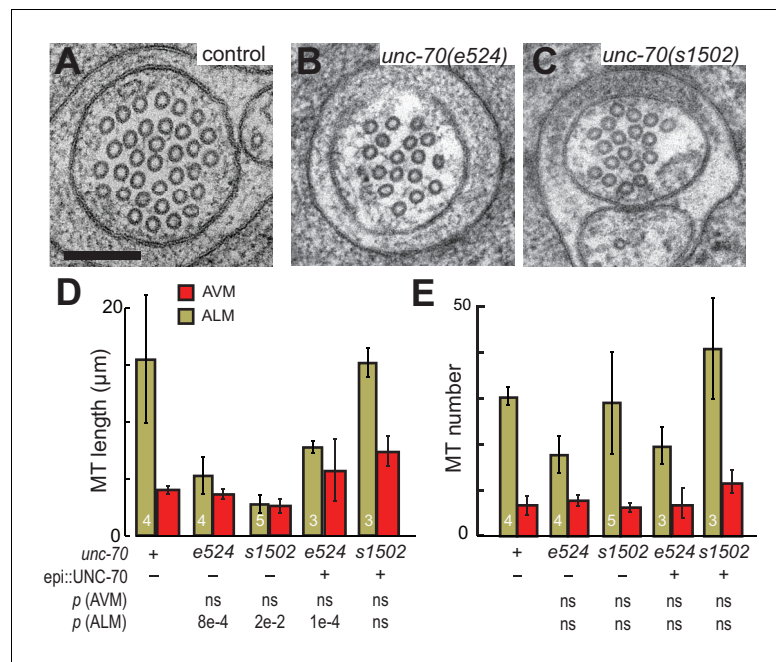 A control
B unc-70(e524)
C unc-70(s1502)
D
E
AVM
ALM
20
0
MT length (µm)
4 4 5 3 3
50
0
MT number
4 4 5 3 3
unc-70 + e524 s1502 e524 s1502
+ e524 s1502 e524 s1502
epi::UNC-70 – – – + +
– – – + +
p (AVM) ns ns ns ns
ns ns ns ns
p (ALM) 8e-4 2e-2 1e-4 ns
ns ns ns ns